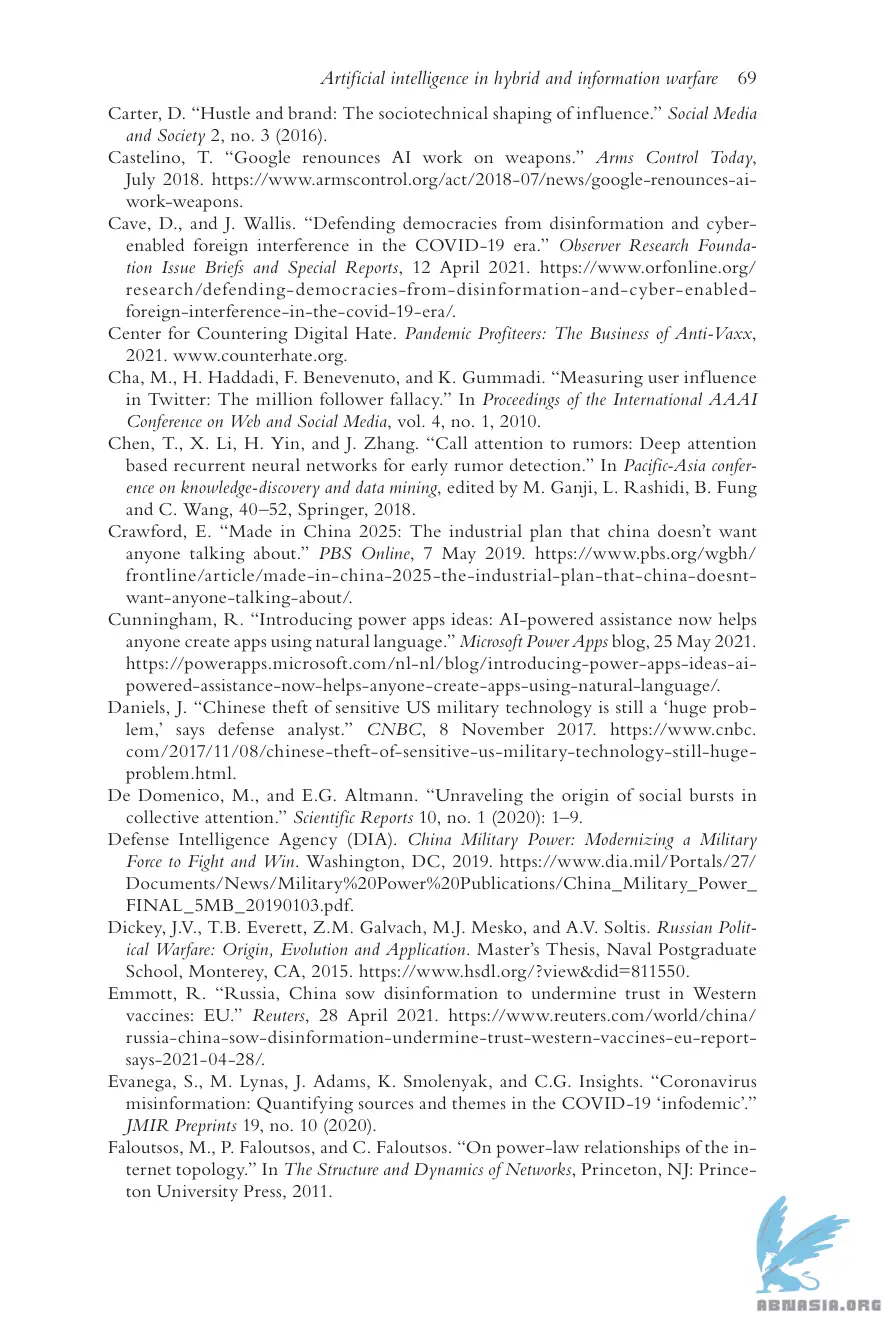 Artificial intelligence in hybrid and information warfare 69
Carter, D. “Hustle and brand: The sociotechnical shaping of influence.” Social Media
and Society 2, no. 3 (2016).
Castelino, T. “Google renounces AI work on weapons.” Arms Control Today,
July 2018. https://www.armscontrol.org/act/2018-07/news/google-renounces-ai-
work-weapons.
Cave, D., and J. Wallis. “Defending democracies from disinformation and cyber-
enabled foreign interference in the COVID-19 era.” Observer Research Founda-
tion Issue Briefs and Special Reports, 12 April 2021. https://www.orfonline.org/
research/defending-democracies-from-disinformation-and-cyber-enabled-
foreign-interference-in-the-covid-19-era/.
Center for Countering Digital Hate. Pandemic Profiteers: The Business of Anti-Vaxx,
2021. www.counterhate.org.
Cha, M., H. Haddadi, F. Benevenuto, and K. Gummadi. “Measuring user influence
in Twitter: The million follower fallacy.” In Proceedings of the International AAAI
Conference on Web and Social Media, vol. 4, no. 1, 2010.
Chen, T., X. Li, H. Yin, and J. Zhang. “Call attention to rumors: Deep attention
based recurrent neural networks for early rumor detection.” In Pacific-Asia confer-
ence on knowledge-discovery and data mining, edited by M. Ganji, L. Rashidi, B. Fung
and C. Wang, 40–52, Springer, 2018.
Crawford, E. “Made in China 2025: The industrial plan that china doesn’t want
anyone talking about.” PBS Online, 7 May 2019. https://www.pbs.org/wgbh/
frontline/article/made-in-china-2025-the-industrial-plan-that-china-doesnt-
want-anyone-talking-about/.
Cunningham, R. “Introducing power apps ideas: AI-powered assistance now helps
anyone create apps using natural language.” Microsoft Power Apps blog, 25 May 2021.
https://powerapps.microsoft.com/nl-nl/blog/introducing-power-apps-ideas-ai-
powered-assistance-now-helps-anyone-create-apps-using-natural-language/.
Daniels, J. “Chinese theft of sensitive US military technology is still a ‘huge prob-
lem,’ says defense analyst.” CNBC, 8 November 2017. https://www.cnbc.
com/2017/11/08/chinese-theft-of-sensitive-us-military-technology-still-huge-
problem.html.
De Domenico, M., and E.G. Altmann. “Unraveling the origin of social bursts in
collective attention.” Scientific Reports 10, no. 1 (2020): 1–9.
Defense Intelligence Agency (DIA). China Military Power: Modernizing a Military
Force to Fight and Win. Washington, DC, 2019. https://www.dia.mil/Portals/27/
Documents/News/Military%20Power%20Publications/China_Military_Power_
FINAL_5MB_20190103.pdf.
Dickey, J.V., T.B. Everett, Z.M. Galvach, M.J. Mesko, and A.V. Soltis. Russian Polit-
ical Warfare: Origin, Evolution and Application. Master’s Thesis, Naval Postgraduate
School, Monterey, CA, 2015. https://www.hsdl.org/?view&did=811550.
Emmott, R. “Russia, China sow disinformation to undermine trust in Western
vaccines: EU.” Reuters, 28 April 2021. https://www.reuters.com/world/china/
russia-china-sow-disinformation-undermine-trust-western-vaccines-eu-report-
says-2021-04-28/.
Evanega, S., M. Lynas, J. Adams, K. Smolenyak, and C.G. Insights. “Coronavirus
misinformation: Quantifying sources and themes in the COVID-19 ‘infodemic’.”
JMIR Preprints 19, no. 10 (2020).
Faloutsos, M., P. Faloutsos, and C. Faloutsos. “On power-law relationships of the in-
ternet topology.” In The Structure and Dynamics of Networks, Princeton, NJ: Prince-
ton University Press, 2011.
ABNASIA.ORG